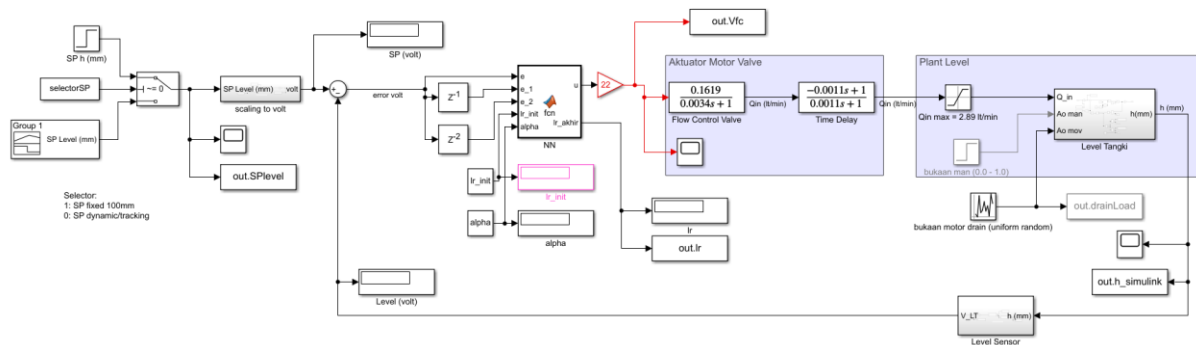 SP h (mm)
selectorSP
Group 1
SP Level (mm)
~= 0
SP Level (mm)
volt
scaling to volt
out.SPlevel
Selector:
1: SP fixed 100mm
0: SP dynamic/tracking
SP (volt)
error volt
Z-1
Z-2
e
e_1
e_2
lr_init
alpha
fcn
u
lr_akhir
NN
lr_init
lr_init
alpha
alpha
22
out.Vfc
lr
out.lr
Aktuator Motor Valve
0.1619
0.0034s + 1
Flow Control Valve
Qin (lt/min)
-0.0011s + 1
0.0011s + 1
Time Delay
Qin (lt/min)
Plant Level
Qin max = 2.89 lt/min
bukaan man (0.0 - 1.0)
Q_in
Ao man
Ao mov
h(mm)
Level Tangki
h (mm)
bukaan motor drain (uniform random)
out.drainLoad
out.h_simulink
V_LT
h (mm)
Level Sensor
Level (volt)